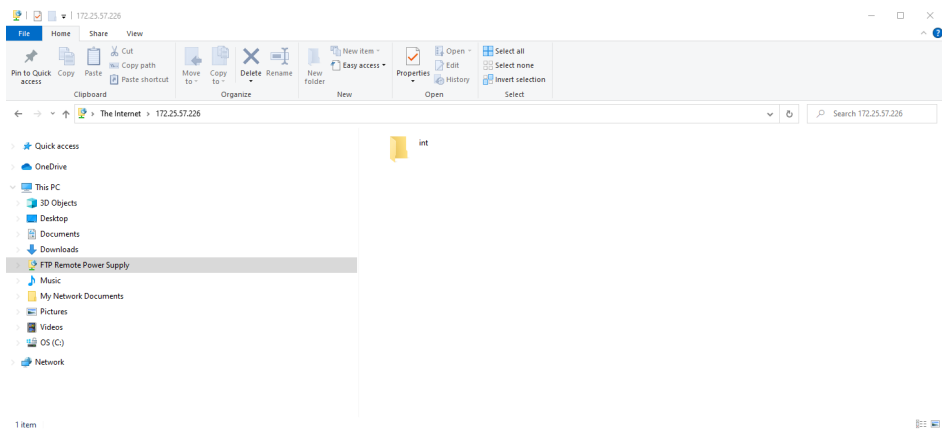 172.25.57.226
File Home Share View
Pin to Quick access
Copy
Paste
Cut
Copy path
Paste shortcut
Clipboard
Move to
Copy to
Delete
Rename
Organize
New folder
New item
Easy access
New
Properties
Open
Edit
History
Open
Select all
Select none
Invert selection
Select
The Internet > 172.25.57.226
Search 172.25.57.226
Quick access
OneDrive
This PC
3D Objects
Desktop
Documents
Downloads
FTP Remote Power Supply
Music
My Network Documents
Pictures
Videos
OS (C:)
Network
int
1 item